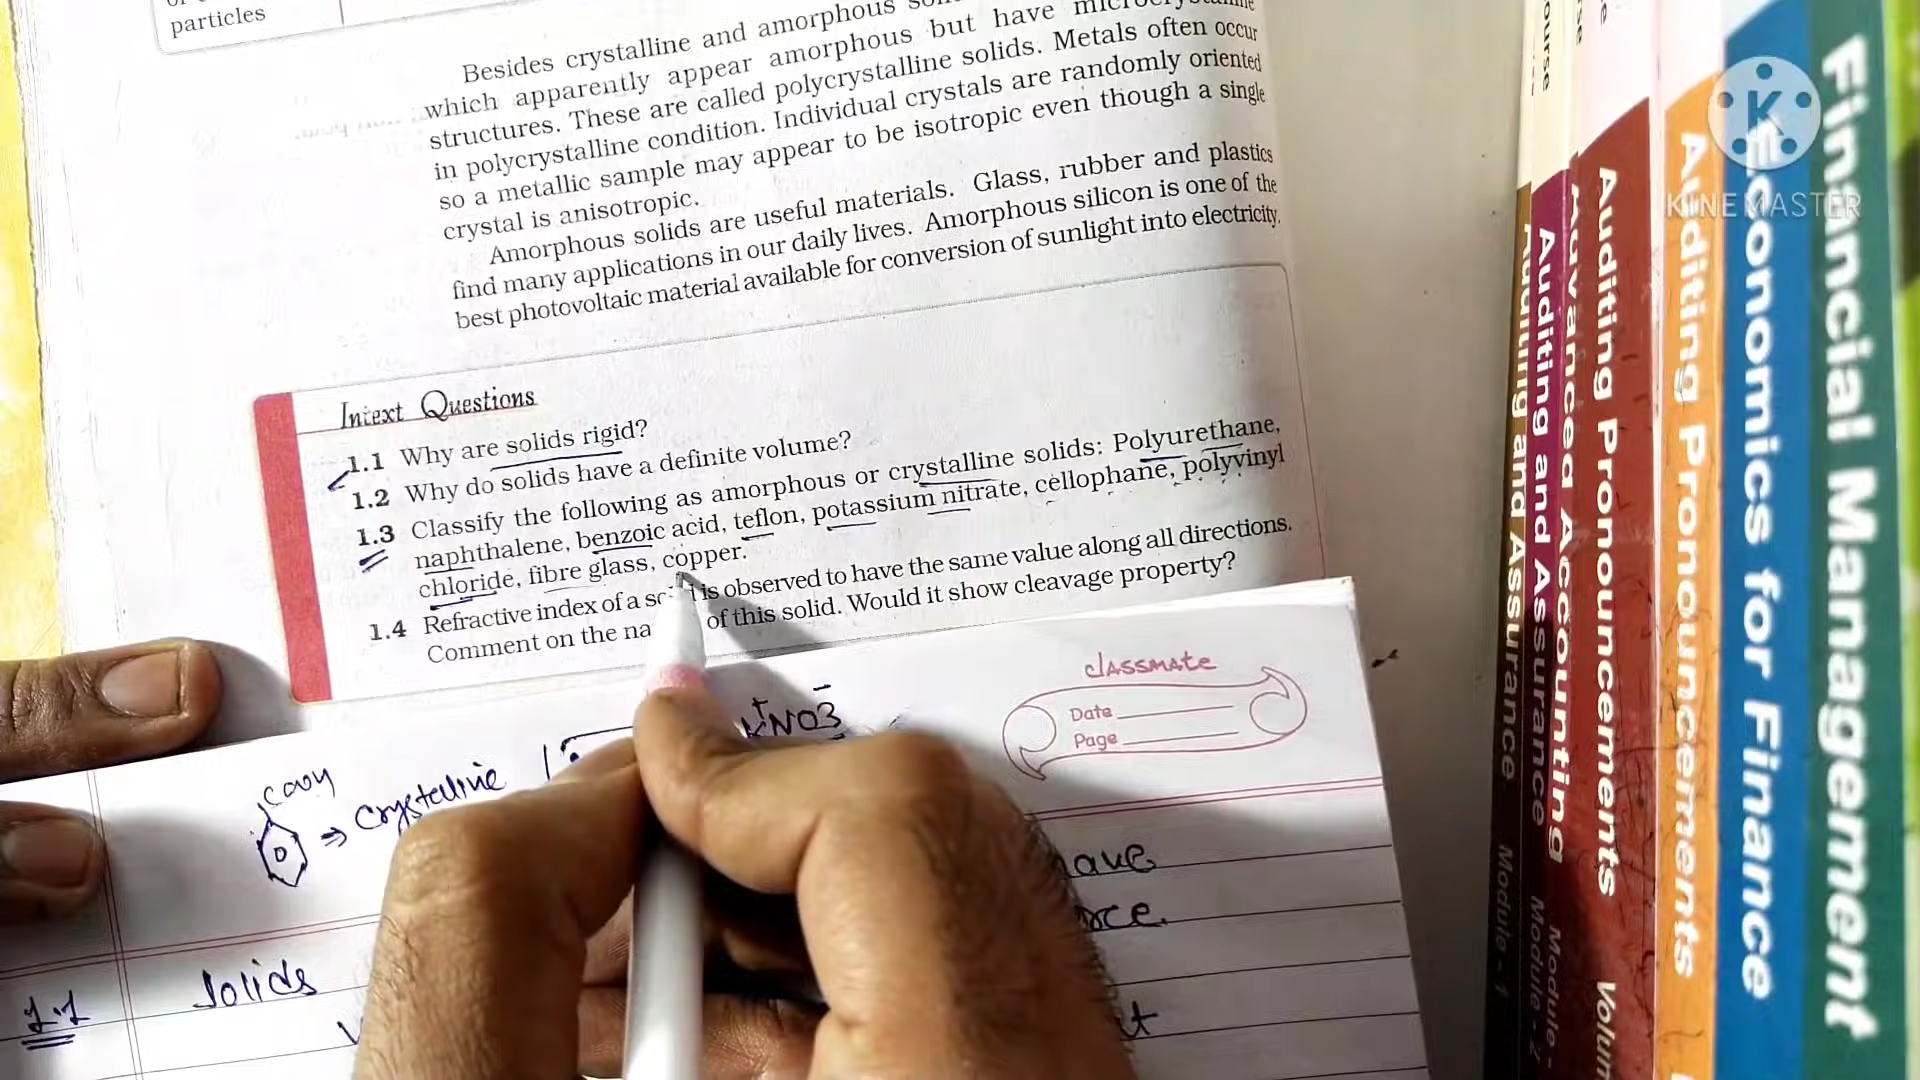 particles
Besides crystalline and amorphous
which apparently appear amorphous but have
structures. These are called polycrystalline solids. Metals often occur
in polycrystalline condition. Individual crystals are randomly oriented
so a metallic sample may appear to be isotropic even though a single
crystal is anisotropic.
Amorphous solids are useful materials. Glass, rubber and plastics
find many applications in our daily lives. Amorphous silicon is one of the
best photovoltaic material available for conversion of sunlight into electricity.
Intext Questions
1.1 Why are solids rigid?
1.2 Why do solids have a definite volume?
1.3 Classify the following as amorphous or crystalline solids: Polyurethane,
naphthalene, benzoic acid, teflon, potassium nitrate, cellophane, polyvinyl
chloride, fibre glass, copper.
1.4 Refractive index of a is observed to have the same value along all directions.
Comment on the of this solid. Would it show cleavage property?
classmate
Date
Page
K+NO3-
COOH
⇒ Crystalline
1.1 Solids
have
KINEMASTER
Auditing and Assurance Module - 1
Auditing and Assurance Module - 2
Advanced Accounting Module -
Auditing Pronouncements Volum
Auditing Pronouncements
Economics for Finance
Financial Management